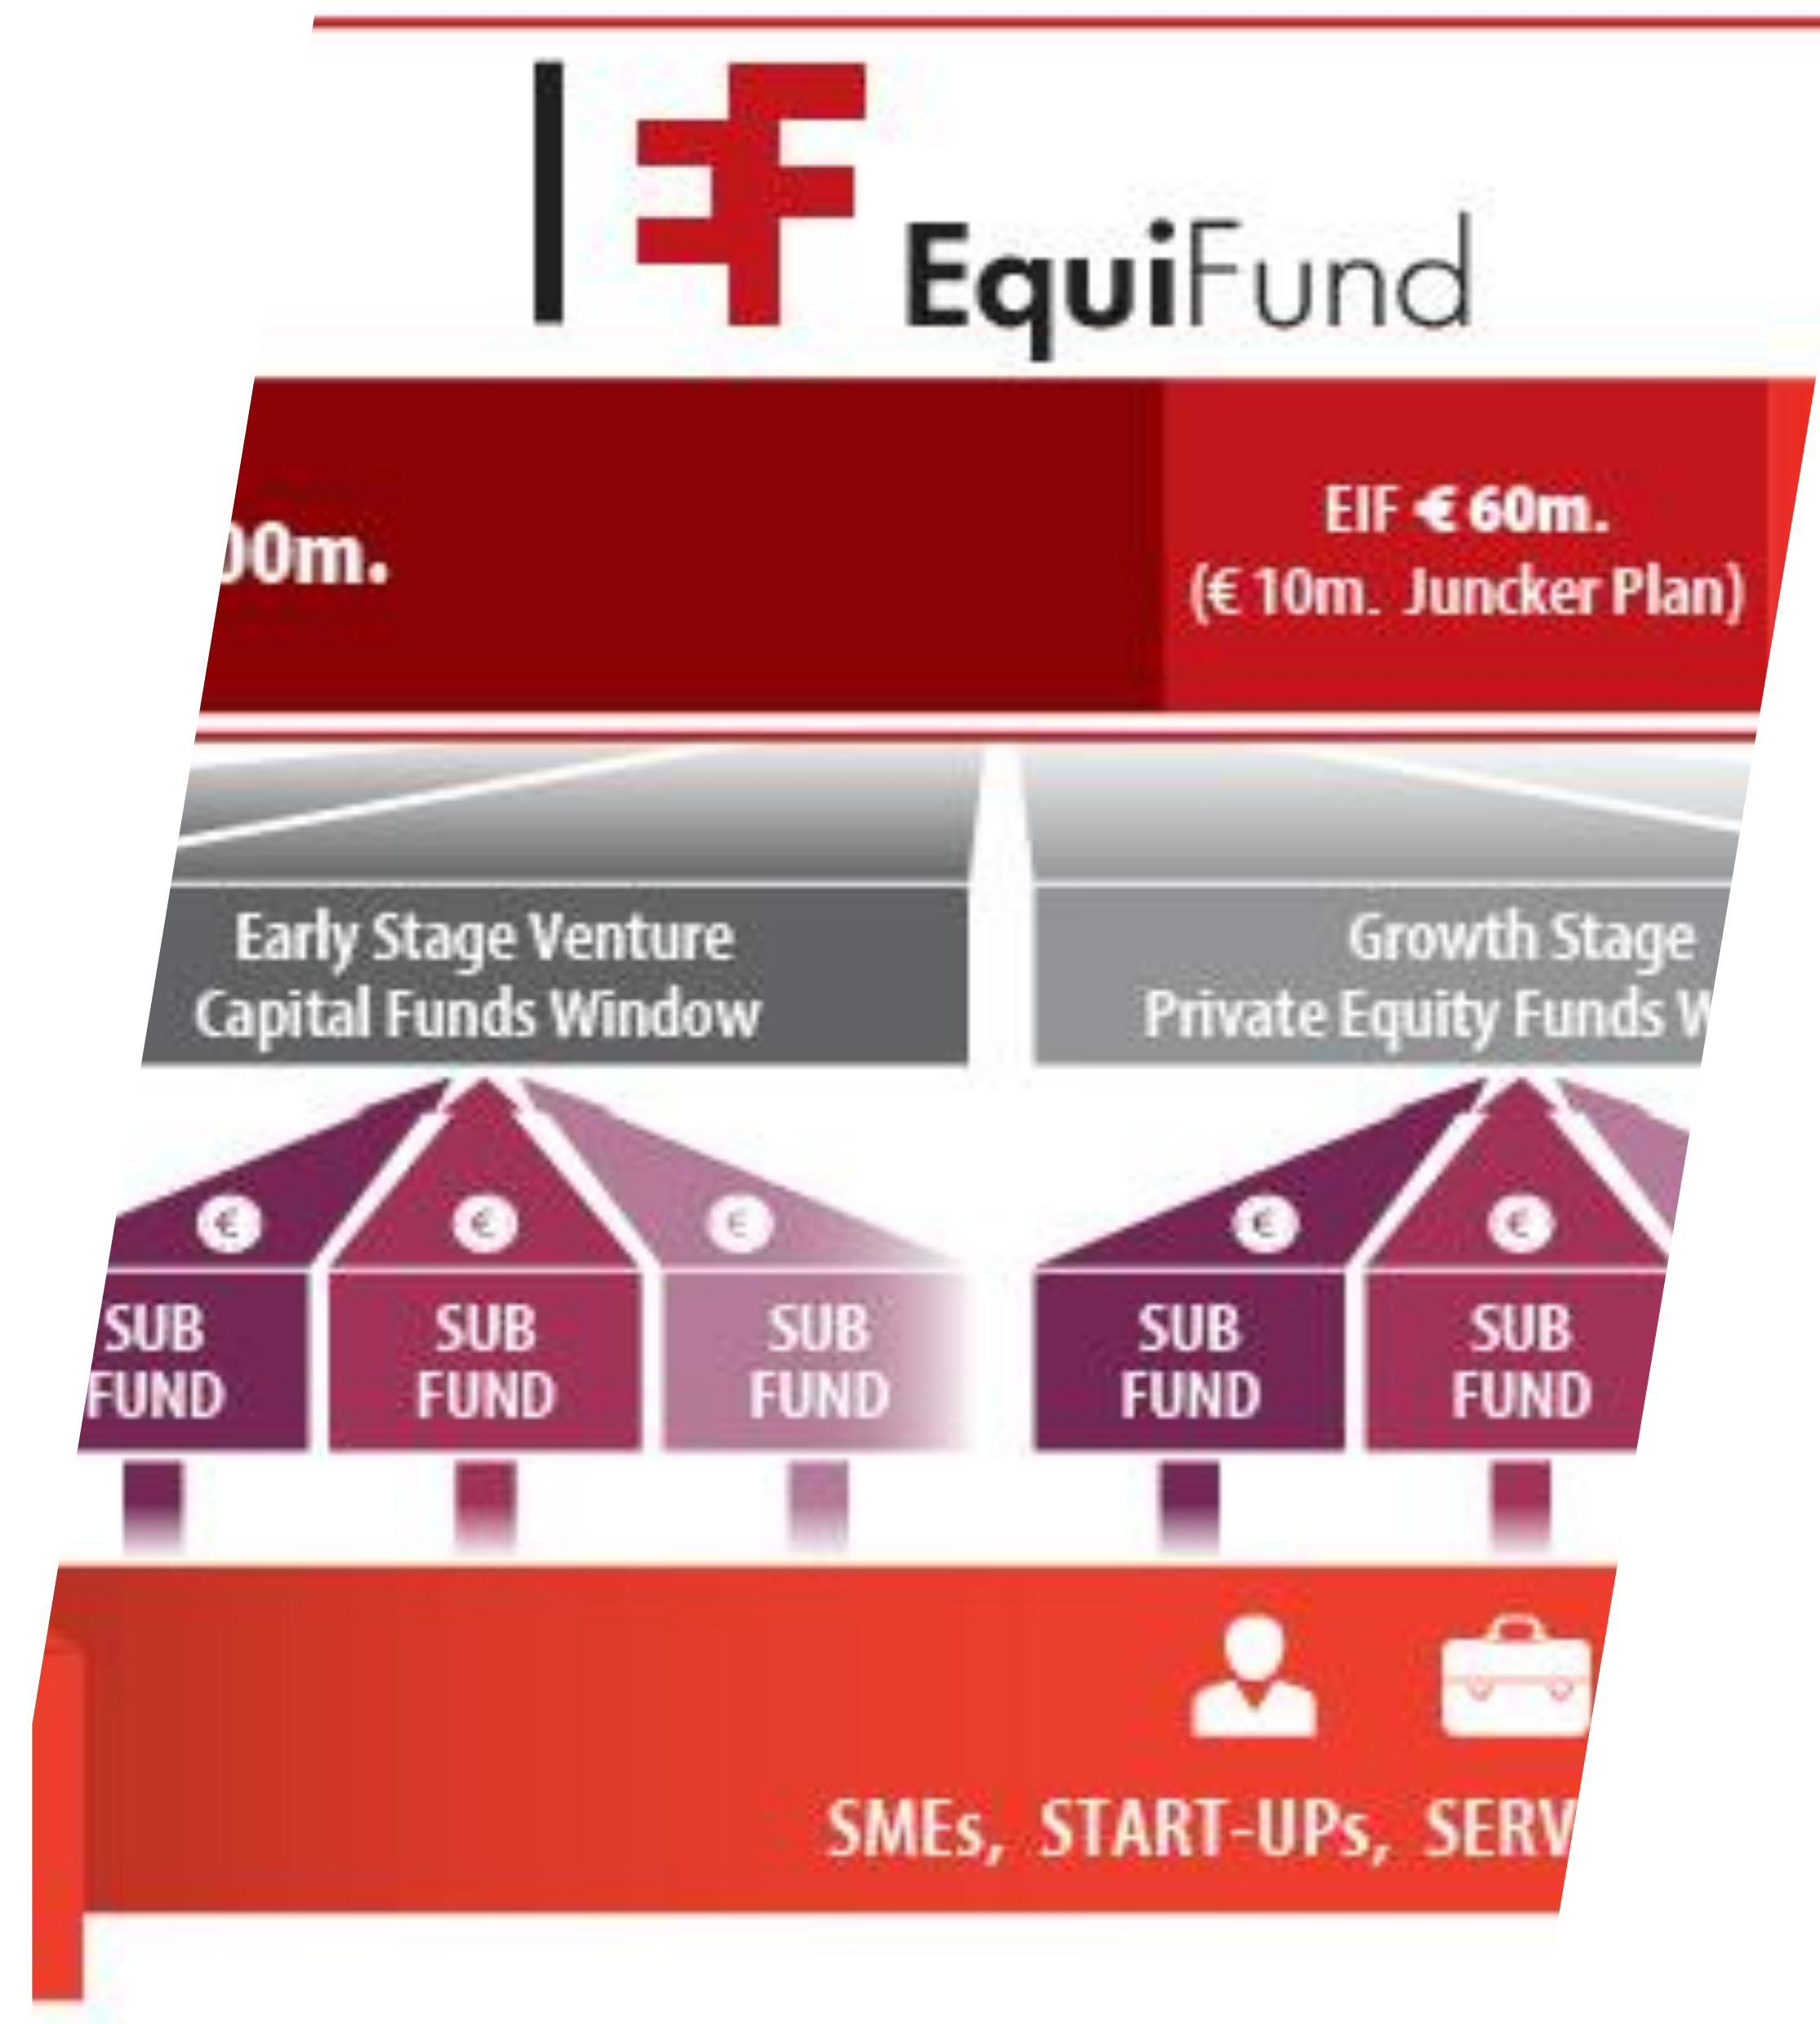 EquiFund
00m.
EIF € 60m.
(€ 10m. Juncker Plan)
Early Stage Venture
Capital Funds Window
Growth Stage
Private Equity Funds
€ € € € €
SUB FUND
SUB FUND
SUB FUND
SUB FUND
SUB FUND
SMEs, START-UPs,